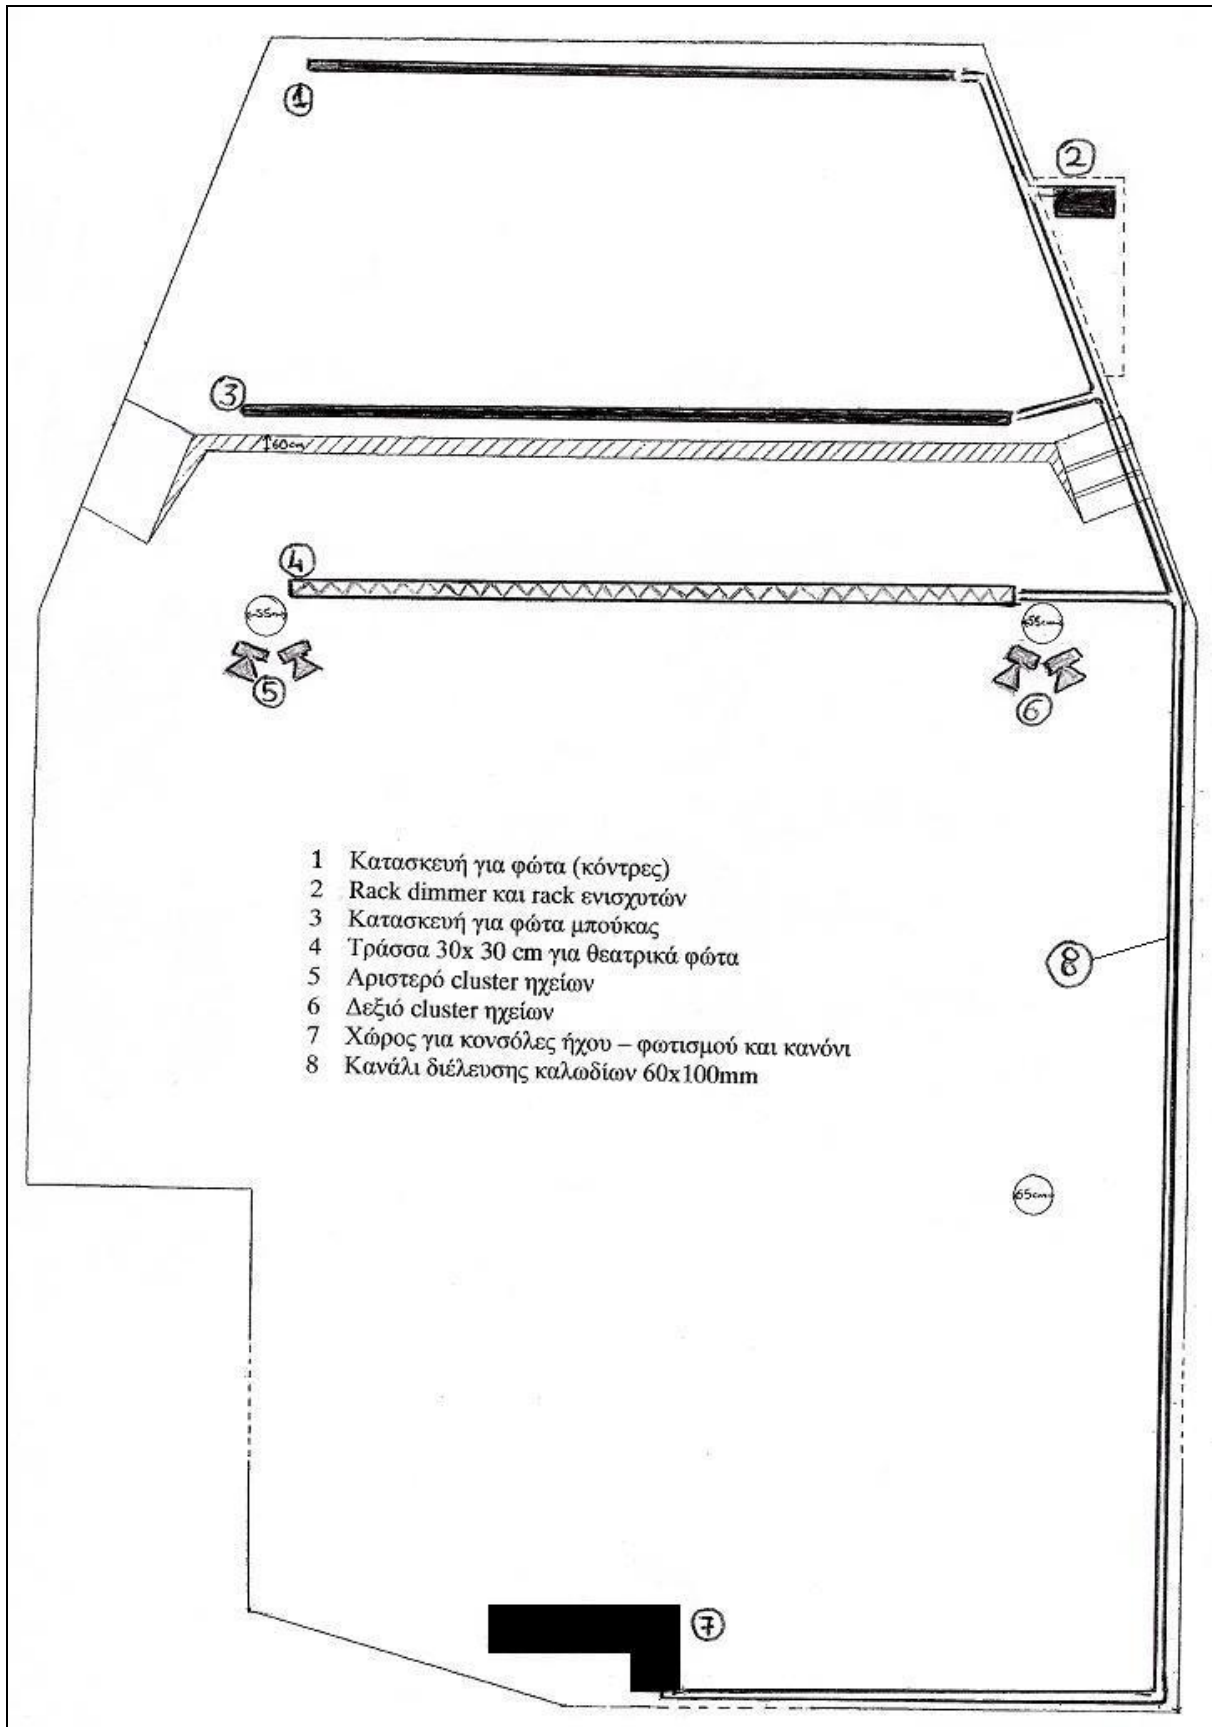 1
2
3
60cm
4
55cm
55cm
5
6
1 Κατασκευή για φώτα (κόντρες)
2 Rack dimmer και rack ενισχυτών
3 Κατασκευή για φώτα μπούκας
4 Τράσσα 30x 30 cm για θεατρικά φώτα
5 Αριστερό cluster ηχείων
6 Δεξιό cluster ηχείων
7 Χώρος για κονσόλες ήχου – φωτισμού και κανόνι
8 Κανάλι διέλευσης καλωδίων 60x100mm
8
55cm
7